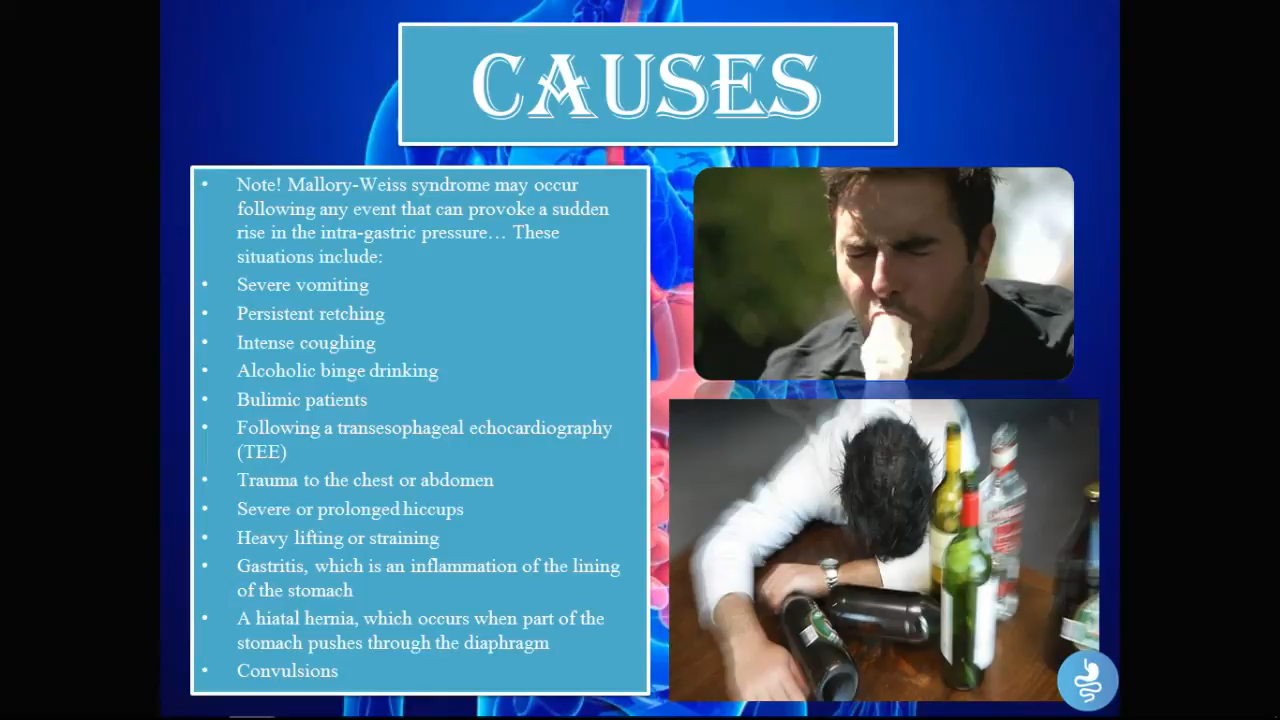 CAUSES
• Note! Mallory-Weiss syndrome may occur
following any event that can provoke a sudden
rise in the intra-gastric pressure… These
situations include:
• Severe vomiting
• Persistent retching
• Intense coughing
• Alcoholic binge drinking
• Bulimic patients
• Following a transesophageal echocardiography
(TEE)
• Trauma to the chest or abdomen
• Severe or prolonged hiccups
• Heavy lifting or straining
• Gastritis, which is an inflammation of the lining
of the stomach
• A hiatal hernia, which occurs when part of the
stomach pushes through the diaphragm
• Convulsions